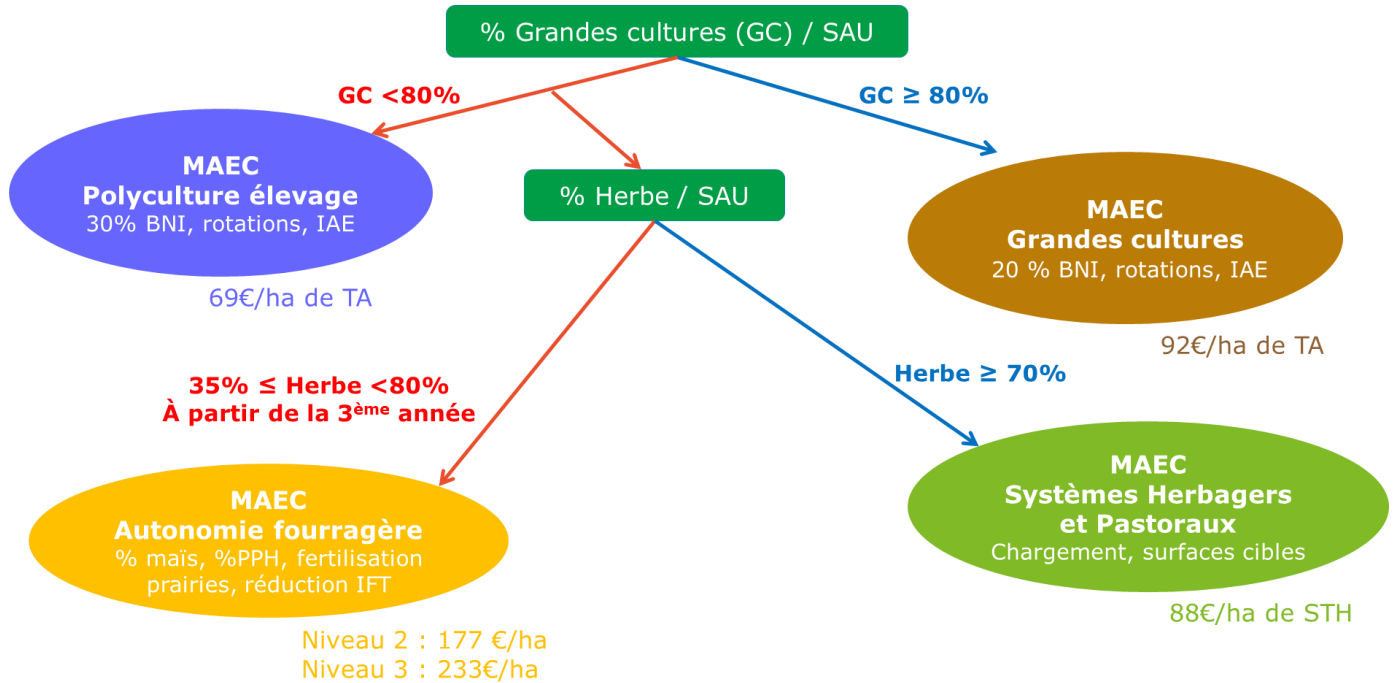 % Grandes cultures (GC) / SAU
GC <80%
GC ≥ 80%
MAEC
Polyculture élevage
30% BNI, rotations, IAE
69€/ha de TA
% Herbe / SAU
MAEC
Grandes cultures
20 % BNI, rotations, IAE
92€/ha de TA
35% ≤ Herbe <80%
À partir de la 3ème année
Herbe ≥ 70%
MAEC
Autonomie fourragère
% maïs, %PPH, fertilisation
prairies, réduction IFT
Niveau 2 : 177 €/ha
Niveau 3 : 233€/ha
MAEC
Systèmes Herbagers
et Pastoraux
Chargement, surfaces cibles
88€/ha de STH